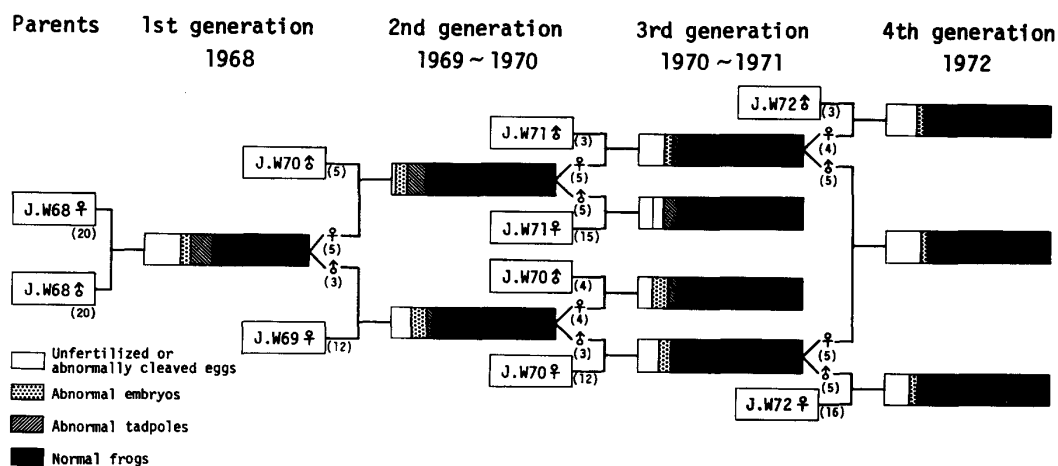 Parents 1st generation 2nd generation 3rd generation 4th generation
1968 1969 ~ 1970 1970 ~ 1971 1972
J.W72 ♂
(3)
J.W71 ♂
(3)
♀
(4)
♂
(5)
J.W70 ♂
(5)
♀
(5)
♂
(5)
J.W68 ♀
(20)
J.W71 ♀
(15)
♀
(5)
♂
(3)
J.W68 ♂
(20)
J.W70 ♂
(4)
♀
(4)
♂
(3)
J.W69 ♀
(12)
J.W70 ♀
(12)
♀
(5)
♂
(5)
J.W72 ♀
(16)
Unfertilized or
abnormally cleaved eggs
Abnormal embryos
Abnormal tadpoles
Normal frogs